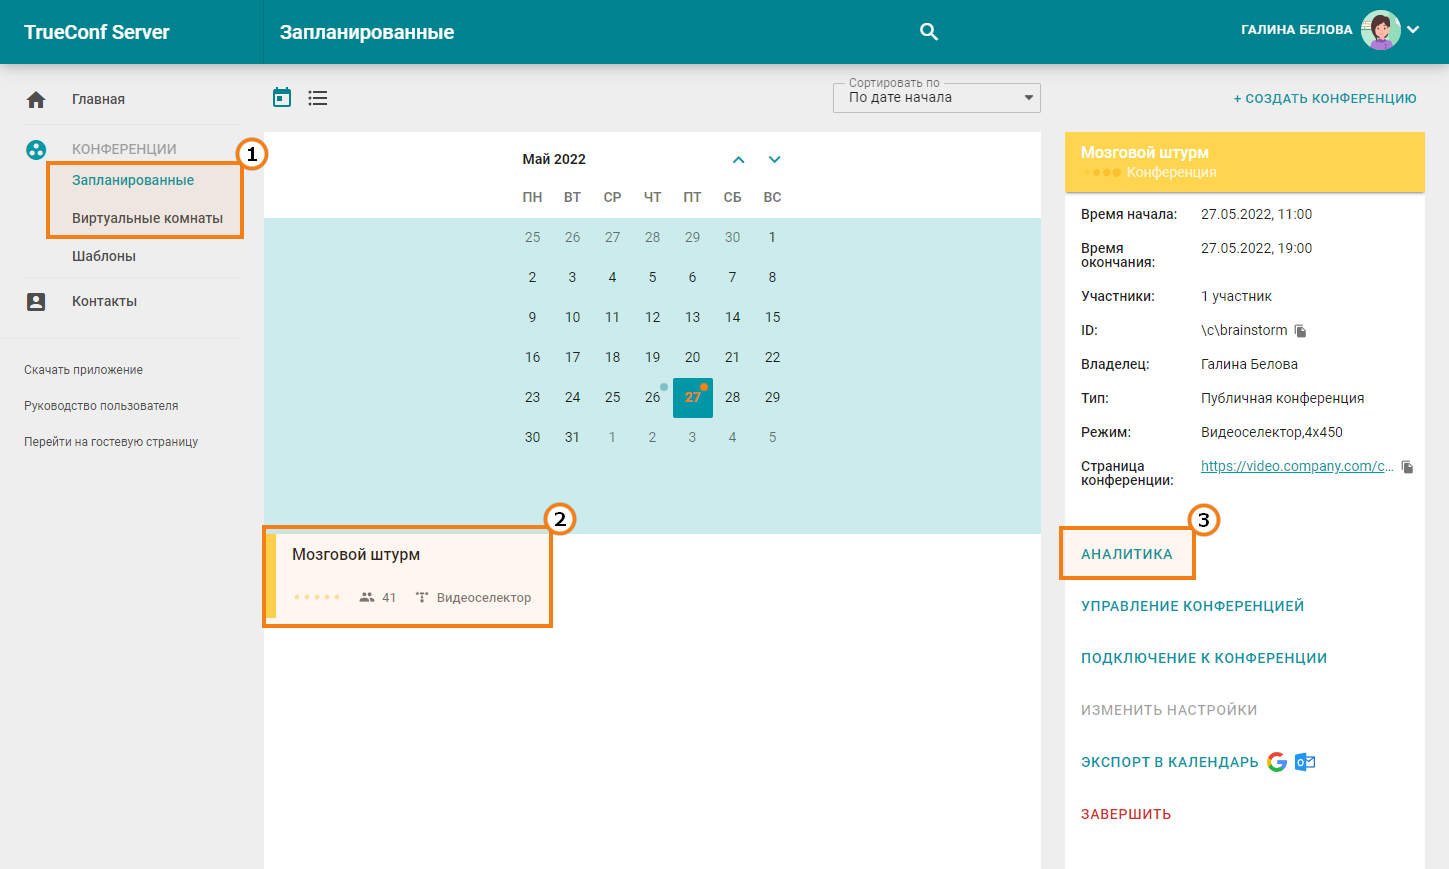 TrueConf Server
Запланированные
ГАЛИНА БЕЛОВА
Главная
КОНФЕРЕНЦИИ
1
Запланированные
Виртуальные комнаты
Шаблоны
Контакты
Скачать приложение
Руководство пользователя
Перейти на гостевую страницу
Сортировать по
По дате начала
+ СОЗДАТЬ КОНФЕРЕНЦИЮ
Май 2022
ПН ВТ СР ЧТ ПТ СБ ВС
25 26 27 28 29 30 1
2 3 4 5 6 7 8
9 10 11 12 13 14 15
16 17 18 19 20 21 22
23 24 25 26 27 28 29
30 31 1 2 3 4 5
2
Мозговой штурм
41 Видеоселектор
Мозговой штурм
Конференция
Время начала: 27.05.2022, 11:00
Время 27.05.2022, 19:00
окончания:
Участники: 1 участник
ID: \c\brainstorm
Владелец: Галина Белова
Тип: Публичная конференция
Режим: Видеоселектор,4x450
Страница https://video.company.com/c...
конференции:
3
АНАЛИТИКА
УПРАВЛЕНИЕ КОНФЕРЕНЦИЕЙ
ПОДКЛЮЧЕНИЕ К КОНФЕРЕНЦИИ
ИЗМЕНИТЬ НАСТРОЙКИ
ЭКСПОРТ В КАЛЕНДАРЬ
ЗАВЕРШИТЬ